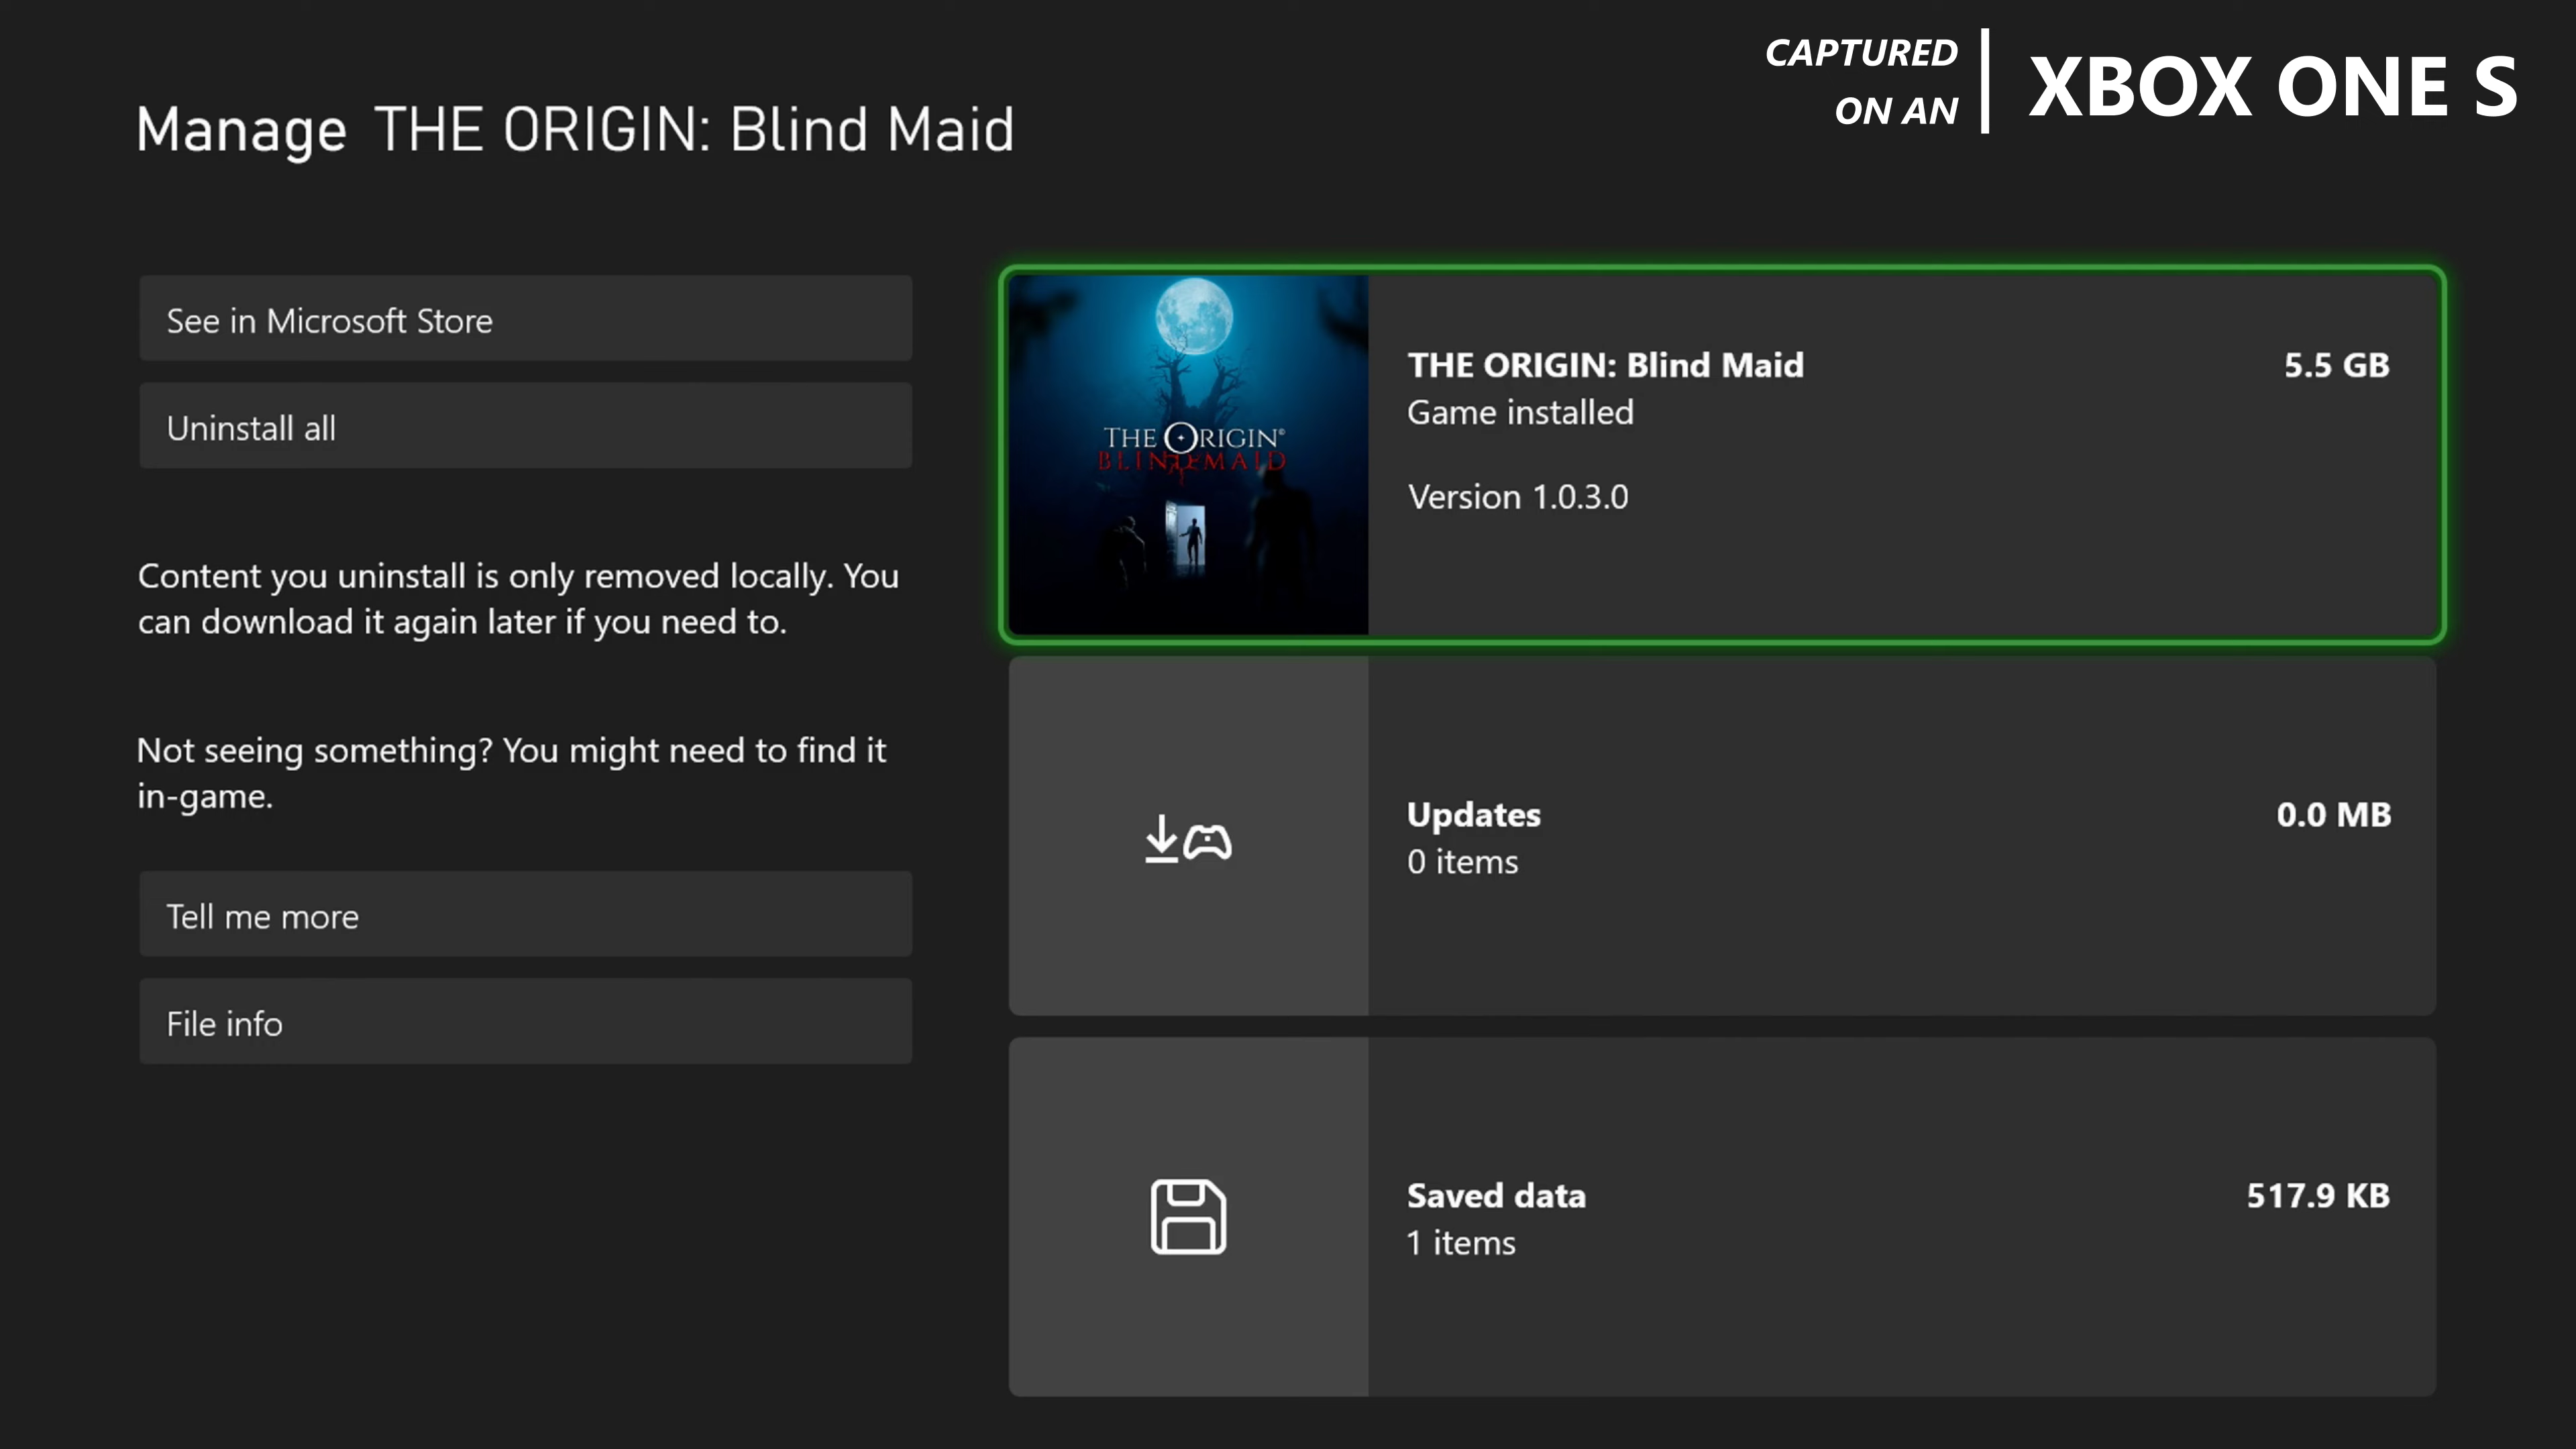 CAPTURED
ON AN
XBOX ONE S
Manage THE ORIGIN: Blind Maid
See in Microsoft Store
Uninstall all
Content you uninstall is only removed locally. You
can download it again later if you need to.
Not seeing something? You might need to find it
in-game.
Tell me more
File info
THE ORIGIN©
BLIND MAID
THE ORIGIN: Blind Maid
5.5 GB
Game installed
Version 1.0.3.0
Updates
0.0 MB
0 items
Saved data
517.9 KB
1 items